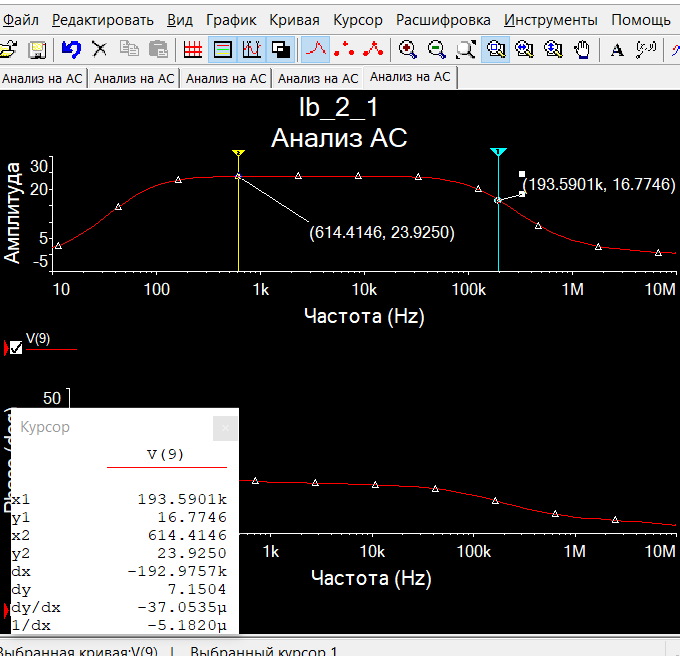 Файл Редактировать Вид График Кривая Курсор Расшифровка Инструменты Помощь
A
Анализ на АС Анализ на АС Анализ на АС Анализ на АС Анализ на АС
lb_2_1
Анализ АС
Амплитуда
30
20
5
-5
2
1
(193.5901k, 16.7746)
(614.4146, 23.9250)
10 100 1k 10k 100k 1M 10M
Частота (Hz)
V(9)
50
1k 10k 100k 1M 10M
Частота (Hz)
Курсор
V(9)
x1 193.5901k
y1 16.7746
x2 614.4146
y2 23.9250
dx -192.9757k
dy 7.1504
dy/dx -37.0535µ
1/dx -5.1820µ
Выбранная кривая:V(9) | Выбранный курсор 1